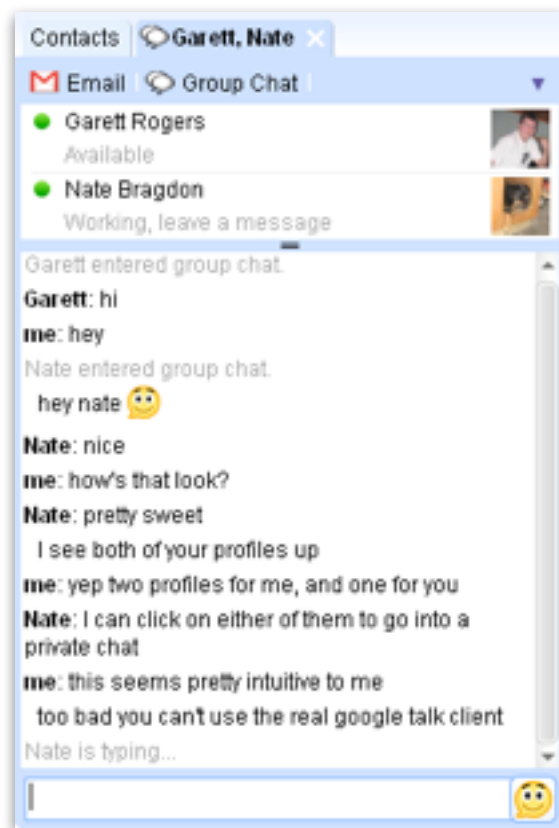 Contacts
Garett, Nate
Email
Group Chat
Garett Rogers
Available
Nate Bragdon
Working, leave a message
Garett entered group chat.
Garett: hi
me: hey
Nate entered group chat.
hey nate
Nate: nice
me: how's that look?
Nate: pretty sweet
I see both of your profiles up
me: yep two profiles for me, and one for you
Nate: I can click on either of them to go into a
private chat
me: this seems pretty intuitive to me
too bad you can't use the real google talk client
Nate is typing...